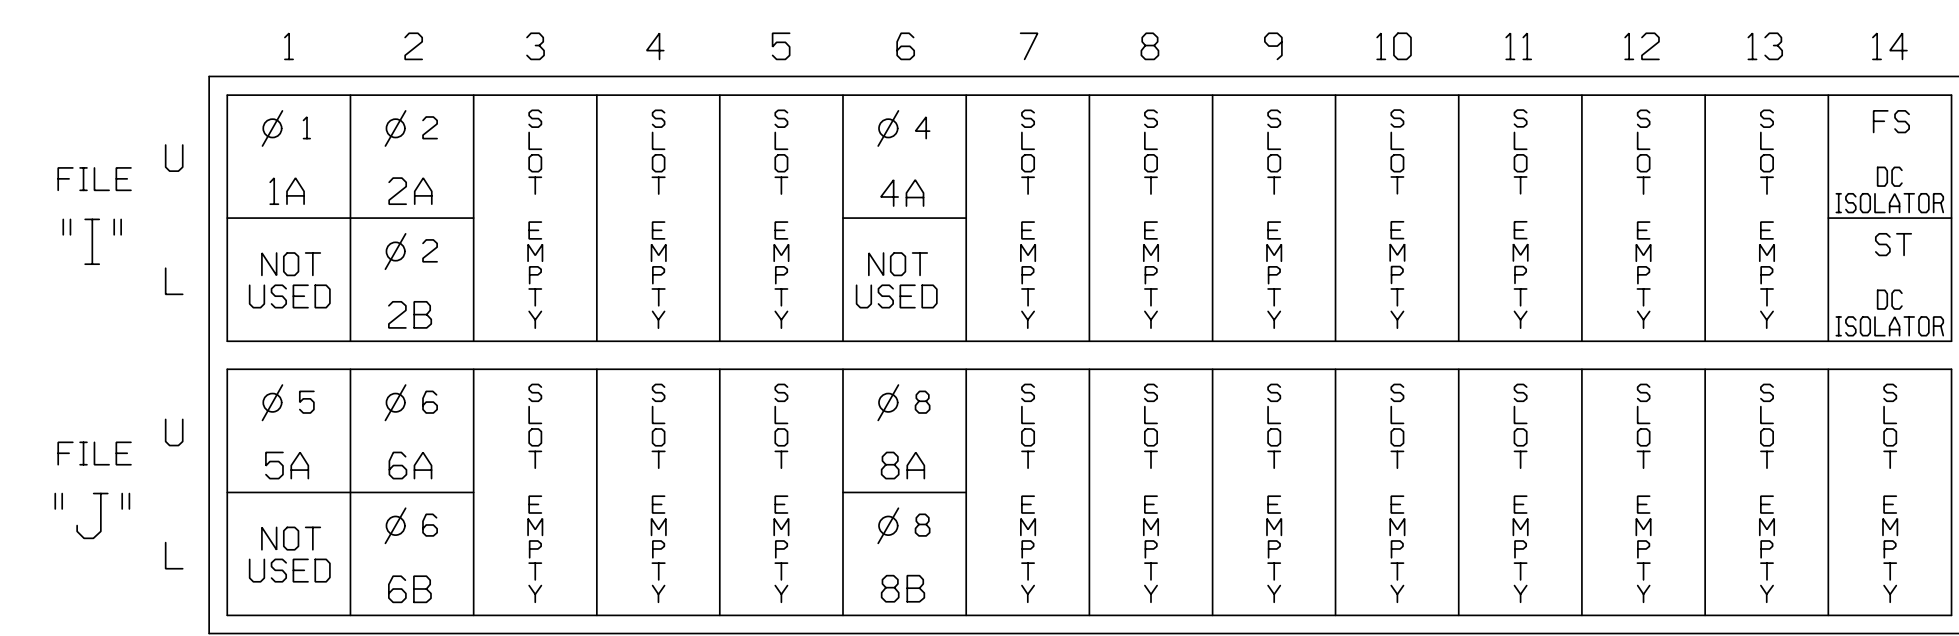 1 2 3 4 5 6 7 8 9 10 11 12 13 14
FILE "I"
U
L
Ø 1
1A
NOT USED
Ø 2
2A
Ø 2
2B
SLOT EMPTY
SLOT EMPTY
SLOT EMPTY
Ø 4
4A
NOT USED
SLOT EMPTY
SLOT EMPTY
SLOT EMPTY
SLOT EMPTY
SLOT EMPTY
SLOT EMPTY
SLOT EMPTY
FS
DC
ISOLATOR
ST
DC
ISOLATOR
FILE "J"
U
L
Ø 5
5A
NOT USED
Ø 6
6A
Ø 6
6B
SLOT EMPTY
SLOT EMPTY
SLOT EMPTY
Ø 8
8A
Ø 8
8B
SLOT EMPTY
SLOT EMPTY
SLOT EMPTY
SLOT EMPTY
SLOT EMPTY
SLOT EMPTY
SLOT EMPTY
SLOT EMPTY